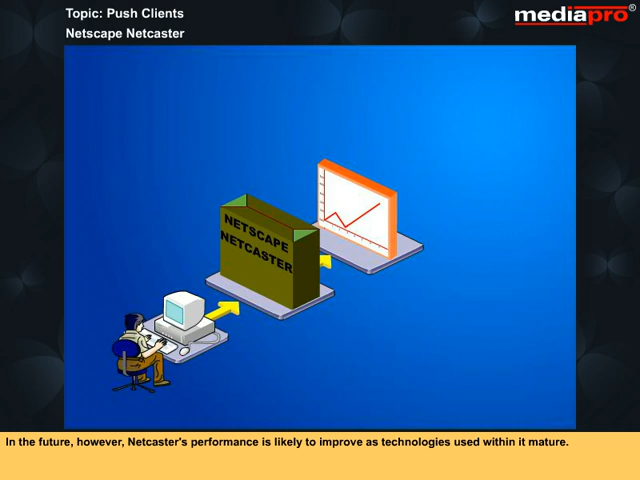 Topic: Push Clients
Netscape Netcaster
mediapro®
NETSCAPE
NETCASTER
In the future, however, Netcaster's performance is likely to improve as technologies used within it mature.